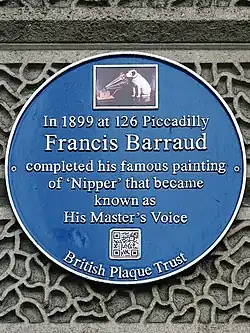 In 1899 at 126 Piccadilly
Francis Barraud
completed his famous painting
of 'Nipper' that became
known as
His Master's Voice
British Plaque Trust